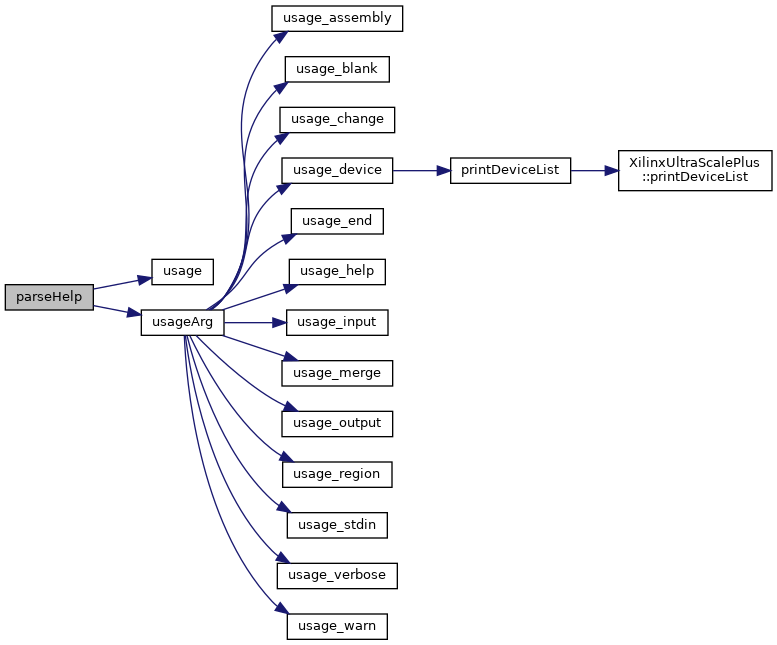 parseHelp
usage
usageArg
usage_assembly
usage_blank
usage_change
usage_device
usage_end
usage_help
usage_input
usage_merge
usage_output
usage_region
usage_stdin
usage_verbose
usage_warn
printDeviceList
XilinxUltraScalePlus
::printDeviceList